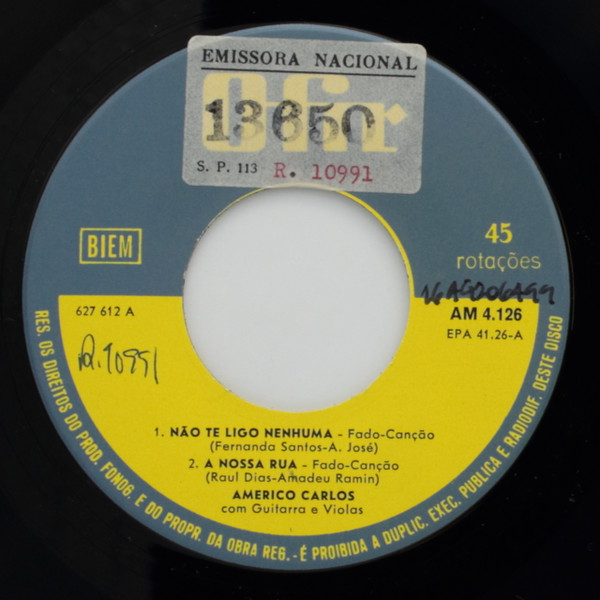 EMISSORA NACIONAL
Ofir
13650
S. P. 113 R. 10991
BIEM
45
rotações
627 612 A
AM 4.126
EPA 41.26-A
R. 10991
1. NÃO TE LIGO NENHUMA - Fado-Canção
(Fernanda Santos-A. José)
2. A NOSSA RUA - Fado-Canção
(Raul Dias-Amadeu Ramin)
AMERICO CARLOS
com Guitarra e Violas
RES. OS DIREITOS DO PROD. FONOG. E DO PROPR. DA OBRA REG. - É PROIBIDA A DUPLIC. EXEC. PUBLICA E RADIODIF. DESTE DISCO